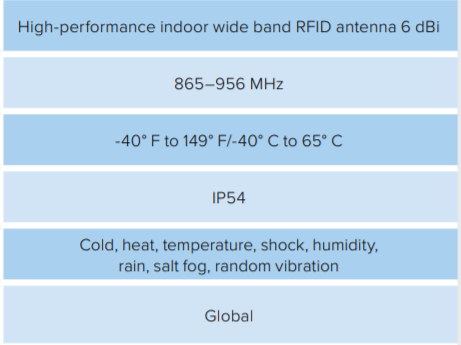 High-performance indoor wide band RFID antenna 6 dBi
865–956 MHz
-40° F to 149° F/-40° C to 65° C
IP54
Cold, heat, temperature, shock, humidity,
rain, salt fog, random vibration
Global